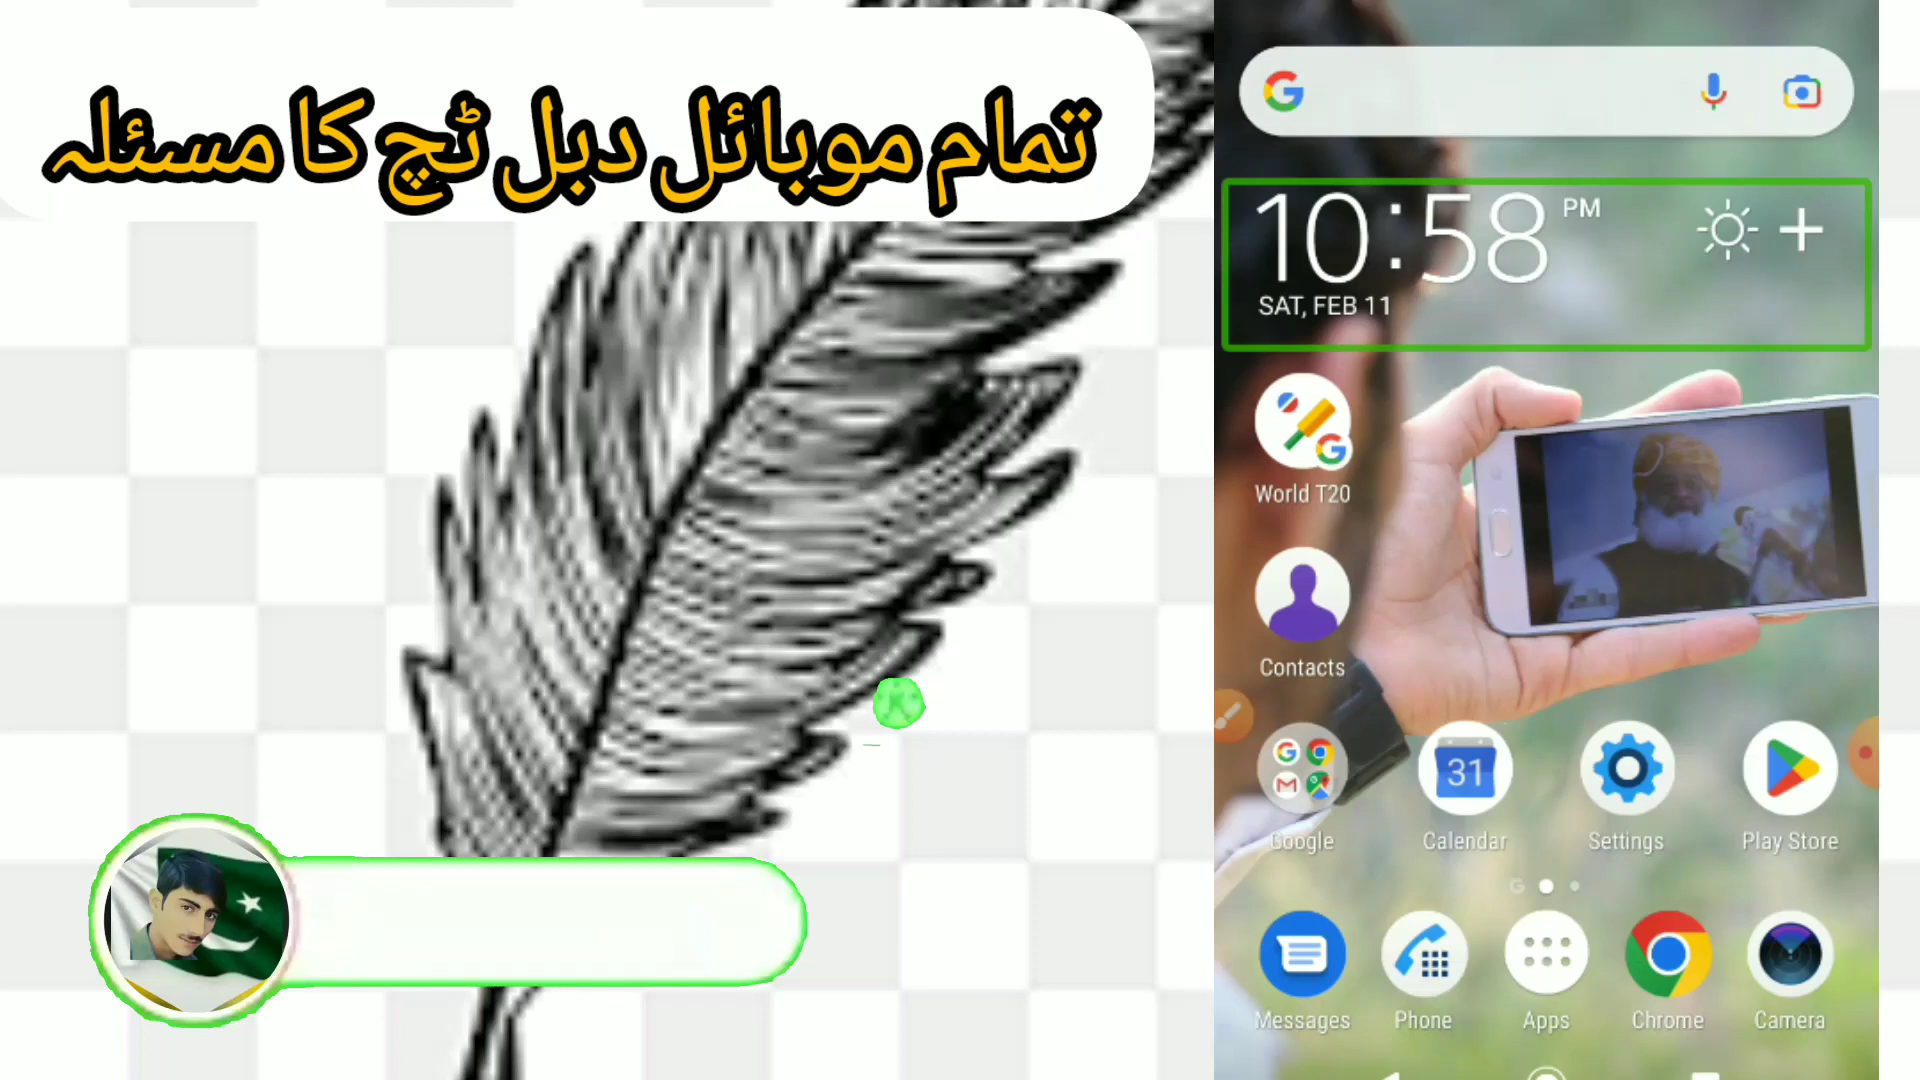 تمام موبائل دبل ٹچ کا مسئلہ
10:58 PM
SAT, FEB 11
World T20
Contacts
31
Google
Calendar
Settings
Play Store
Messages
Phone
Apps
Chrome
Camera